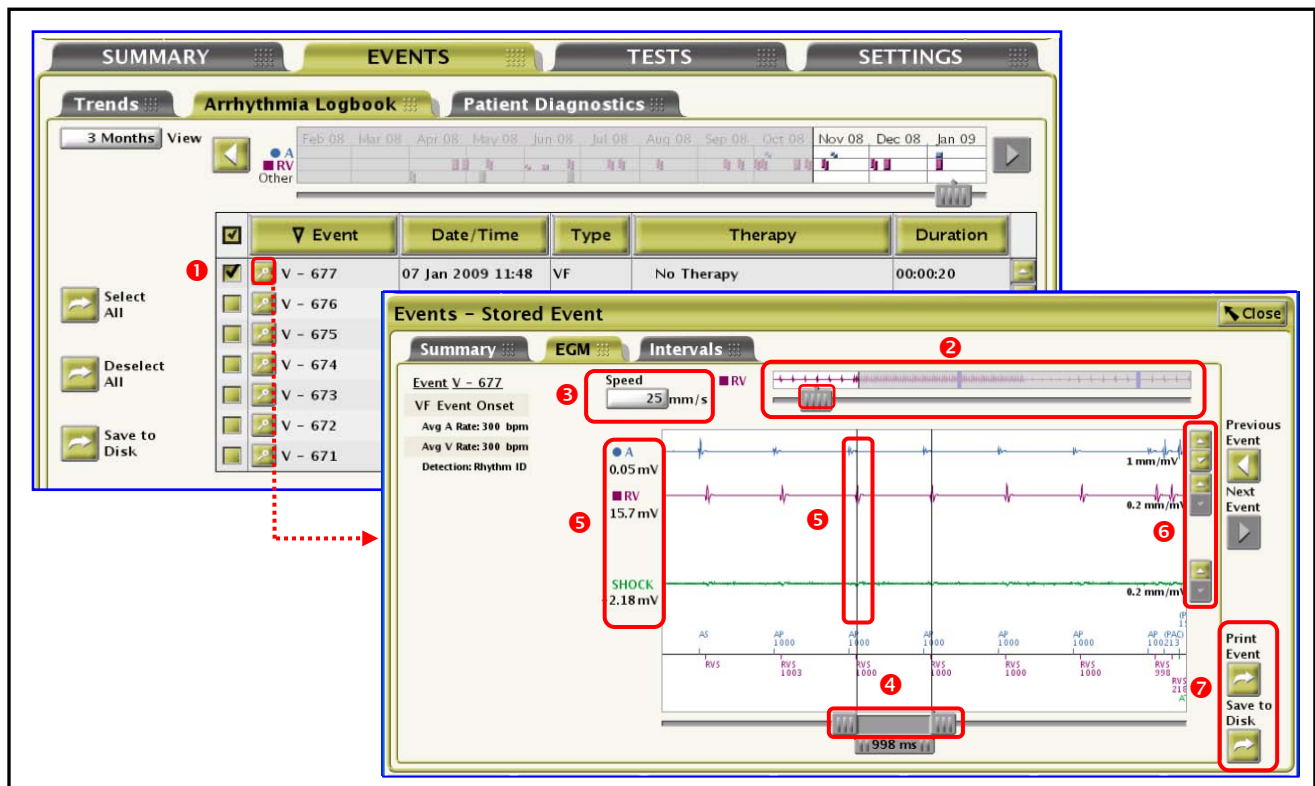 SUMMARY EVENTS TESTS SETTINGS
Trends Arrhythmia Logbook Patient Diagnostics
3 Months View
Feb 08 Mar 08 Apr 08 May 08 Jun 08 Jul 08 Aug 08 Sep 08 Oct 08 Nov 08 Dec 08 Jan 09
A
RV
Other
Event Date/Time Type Therapy Duration
1
V - 677 07 Jan 2009 11:48 VF No Therapy 00:00:20
V - 676
V - 675
V - 674
V - 673
V - 672
V - 671
Select
All
Deselect
All
Save to
Disk
Events - Stored Event
Close
Summary EGM Intervals
2
Event V - 677
VF Event Onset
Avg A Rate: 300 bpm
Avg V Rate: 300 bpm
Detection: Rhythm ID
3
Speed
25 mm/s
RV
A
0.05 mV
1 mm/mV
RV
15.7 mV
0.2 mm/mV
5
5
6
SHOCK
-2.18 mV
0.2 mm/mV
Previous
Event
Next
Event
AS AP AP AP AP AP AP (PAC)
1000 1000 1000 1000 1000 1002 13
RVS RVS RVS RVS RVS RVS RVS
1003 1000 1000 1000 1000 998
RVS
218
4
998 ms
7
Print
Event
Save to
Disk